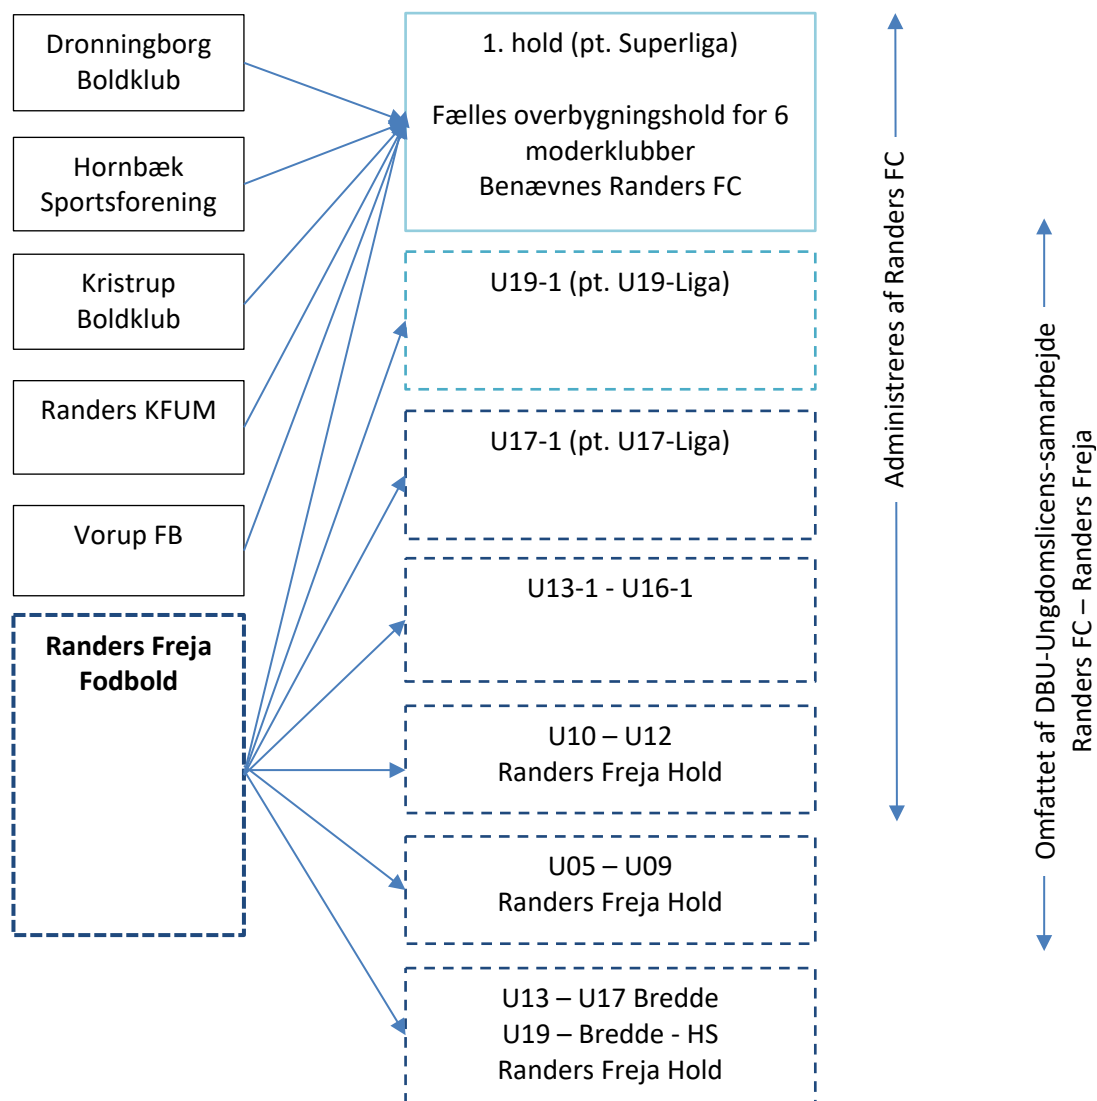 Dronningborg
Boldklub
Hornbæk
Sportsforening
Kristrup
Boldklub
Randers KFUM
Vorup FB
Randers Freja
Fodbold
1. hold (pt. Superliga)
Fælles overbygningshold for 6
moderklubber
Benævnes Randers FC
U19-1 (pt. U19-Liga)
U17-1 (pt. U17-Liga)
U13-1 - U16-1
U10 – U12
Randers Freja Hold
U05 – U09
Randers Freja Hold
U13 – U17 Bredde
U19 – Bredde - HS
Randers Freja Hold
Administreres af Randers FC
Omfattet af DBU-Ungdomslicens-samarbejde
Randers FC – Randers Freja